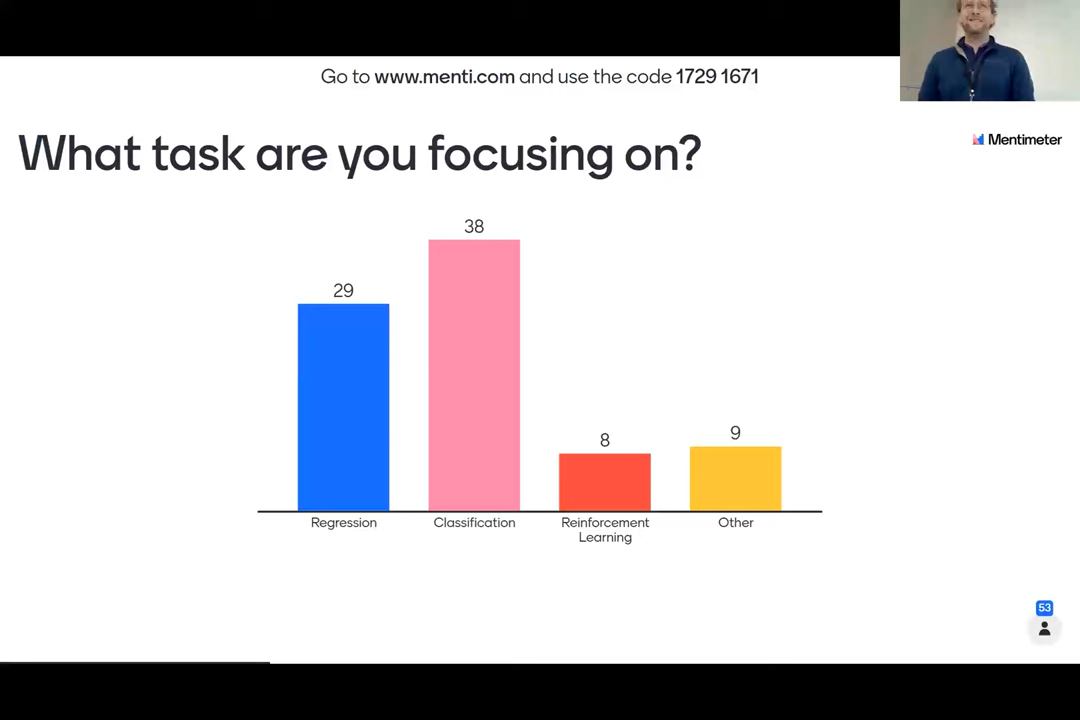 Go to www.menti.com and use the code 1729 1671
What task are you focusing on?
Mentimeter
38
29
8
9
Regression
Classification
Reinforcement
Learning
Other
53